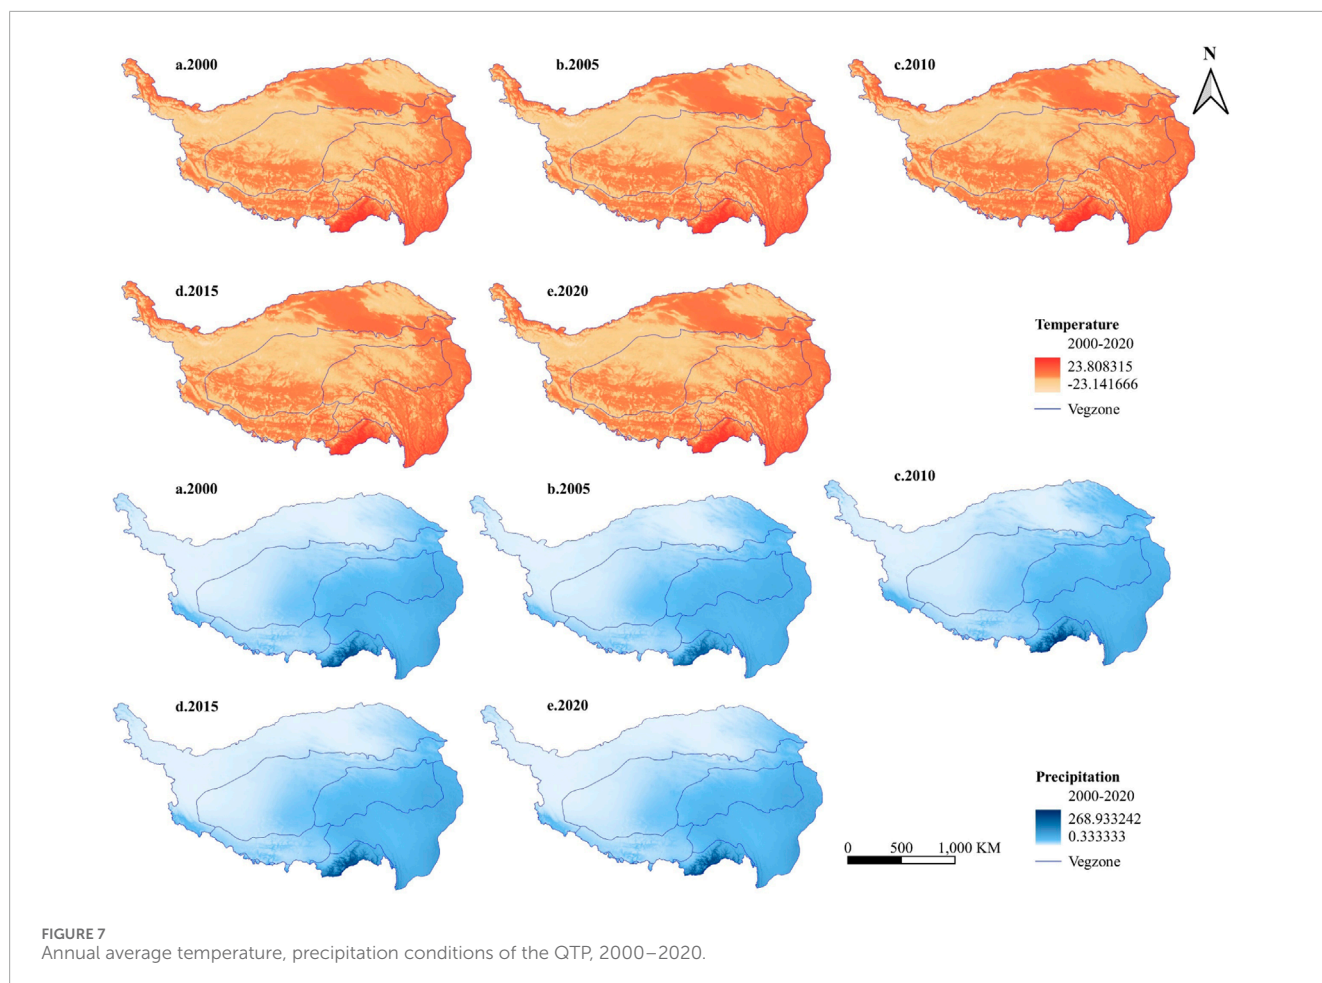 a.2000
b.2005
c.2010
N
d.2015
e.2020
Temperature
2000-2020
23.808315
-23.141666
Vegzone
a.2000
b.2005
c.2010
d.2015
e.2020
Precipitation
2000-2020
268.933242
0.333333
Vegzone
0 500 1,000 KM
FIGURE 7
Annual average temperature, precipitation conditions of the QTP, 2000–2020.